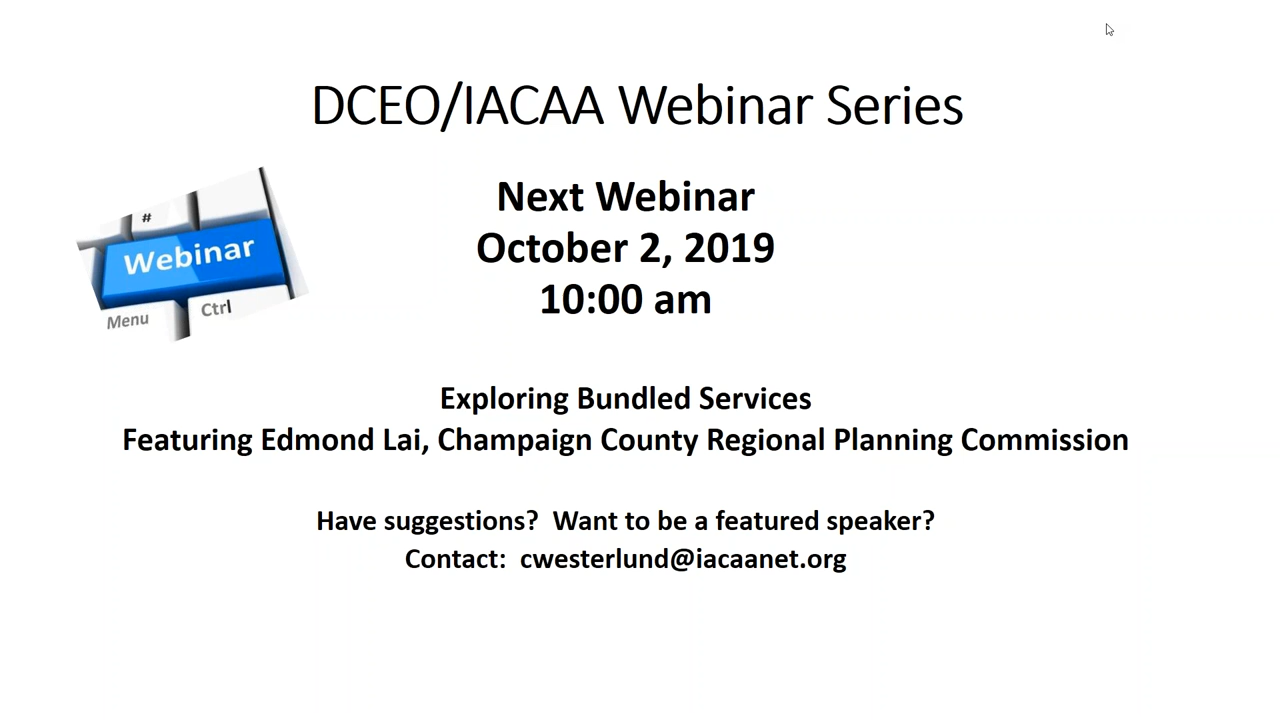 DCEO/IACAA Webinar Series
Next Webinar
October 2, 2019
10:00 am
#
Webinar
Menu
Ctrl
Exploring Bundled Services
Featuring Edmond Lai, Champaign County Regional Planning Commission
Have suggestions?  Want to be a featured speaker?
Contact:  cwesterlund@iacaanet.org